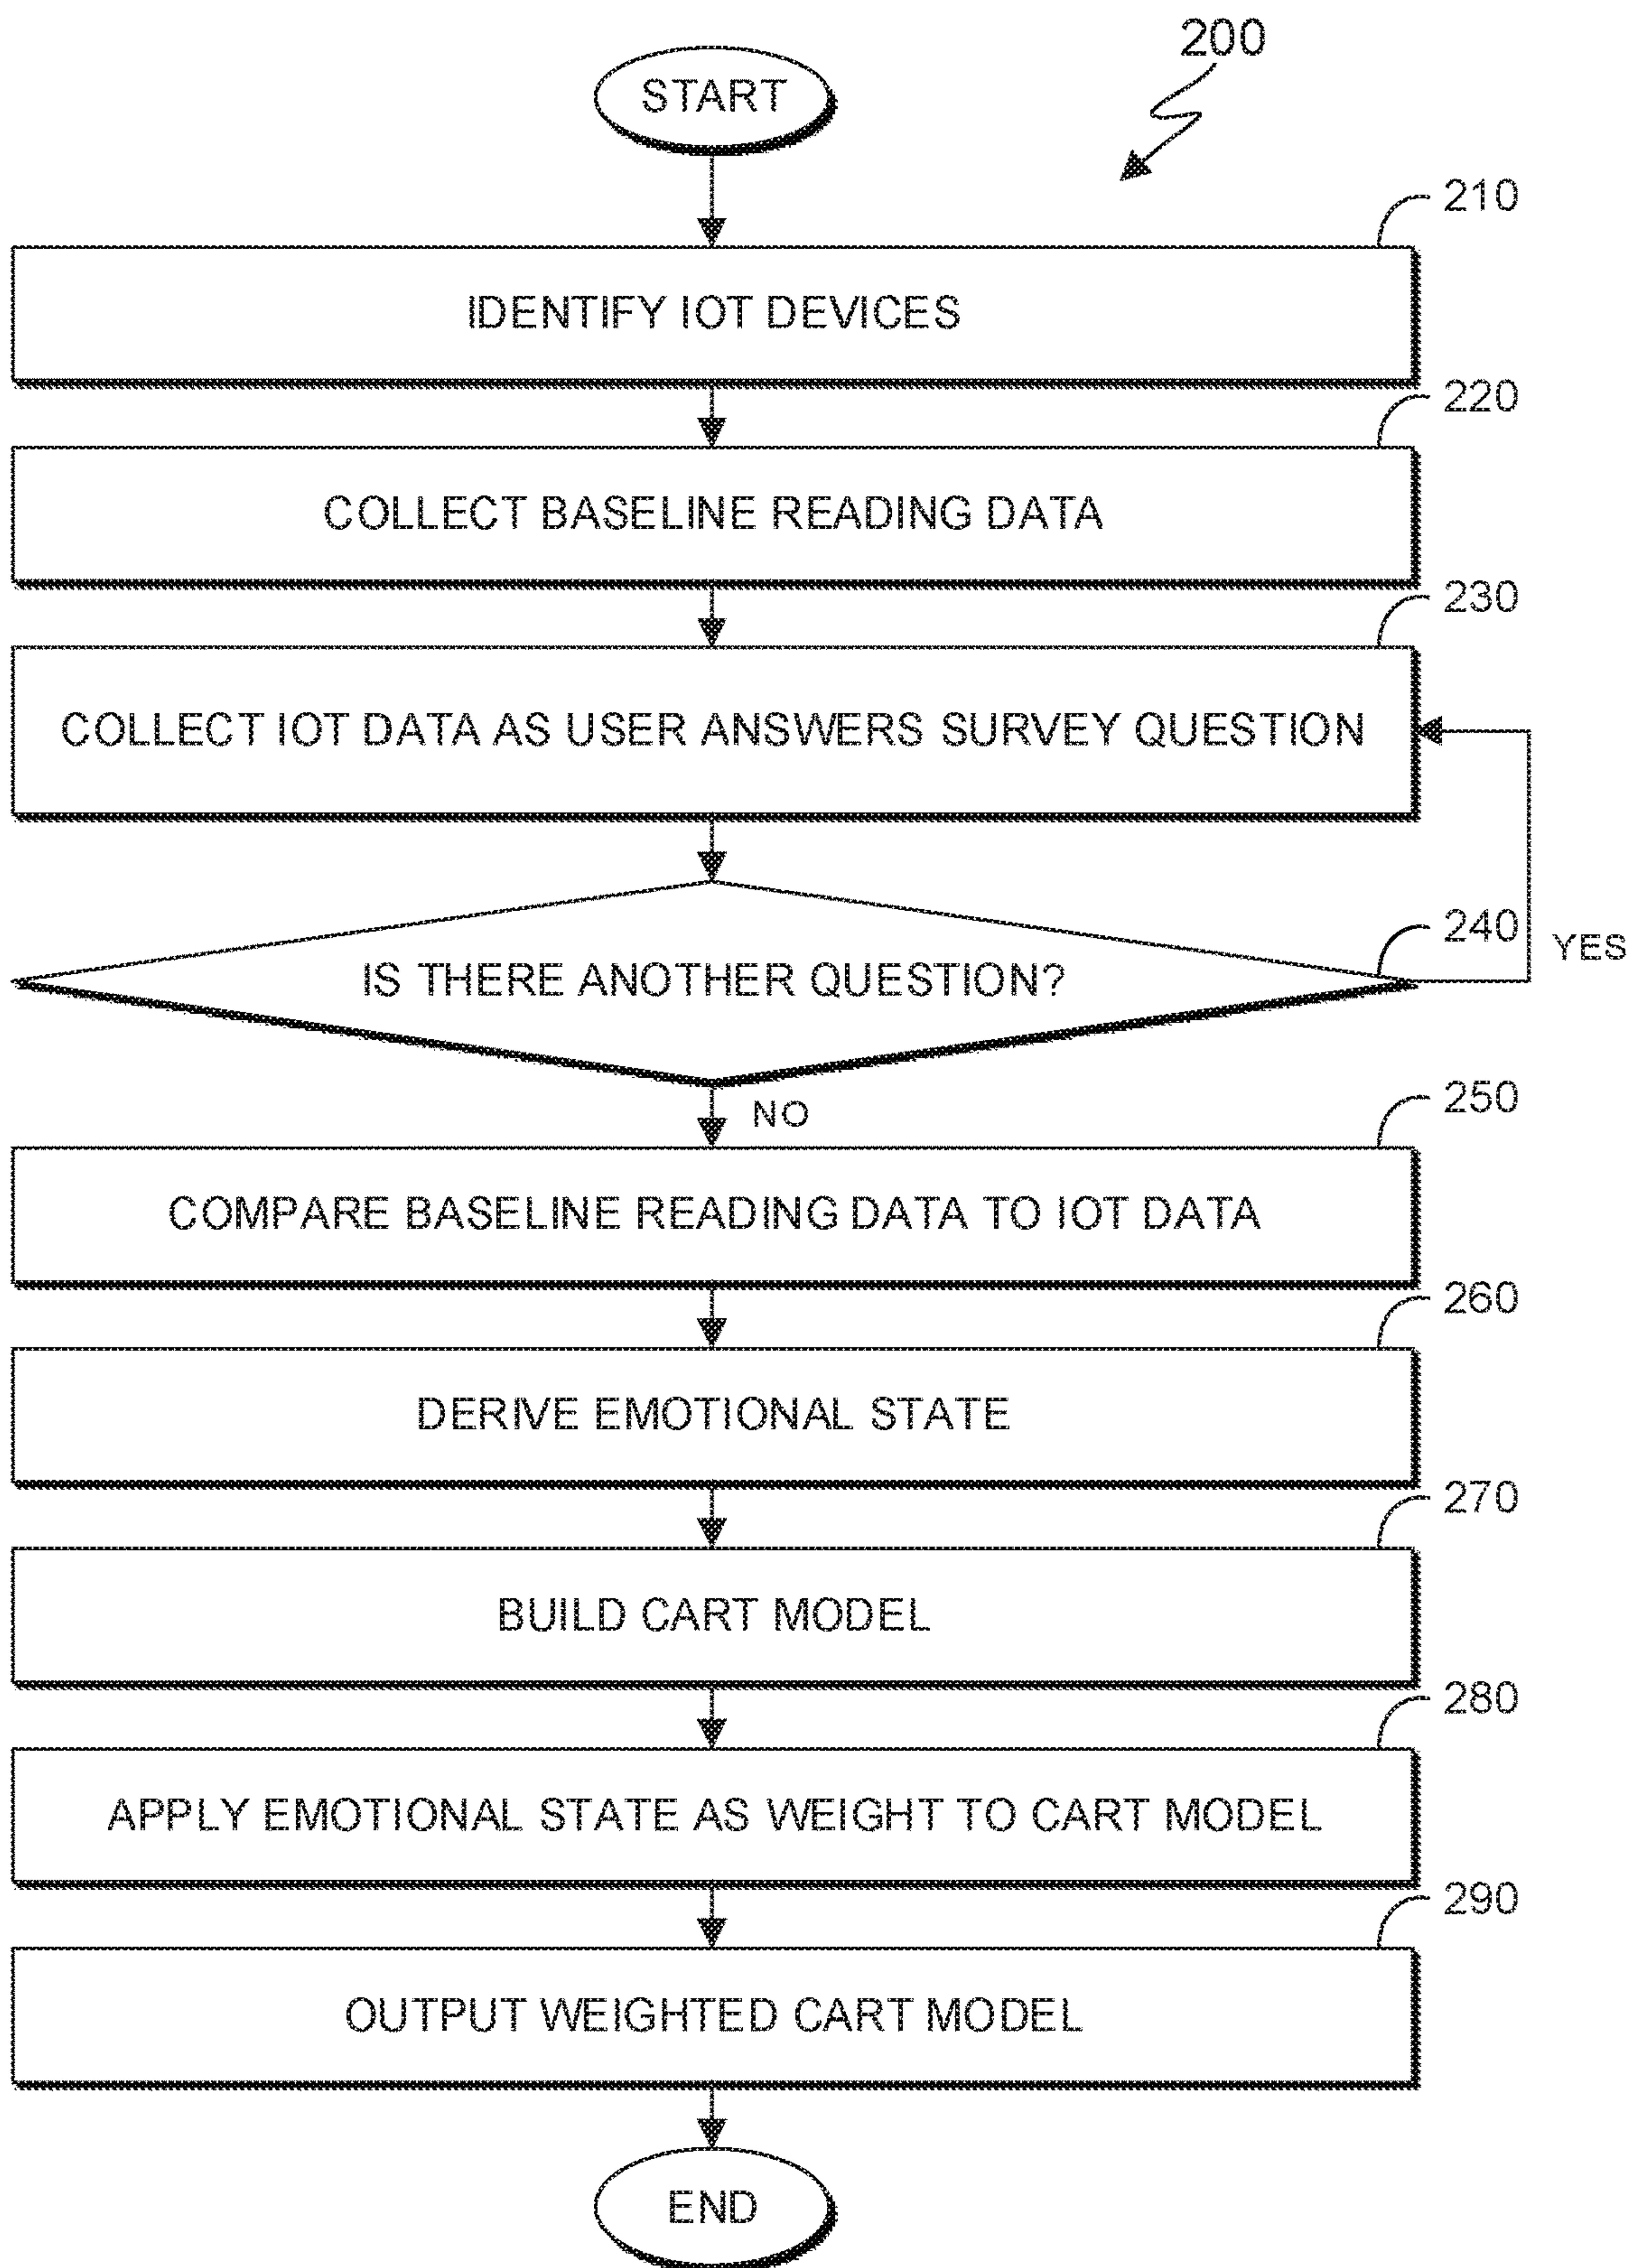 200
START
210
IDENTIFY IOT DEVICES
220
COLLECT BASELINE READING DATA
230
COLLECT IOT DATA AS USER ANSWERS SURVEY QUESTION
240
YES
IS THERE ANOTHER QUESTION?
NO
250
COMPARE BASELINE READING DATA TO IOT DATA
260
DERIVE EMOTIONAL STATE
270
BUILD CART MODEL
280
APPLY EMOTIONAL STATE AS WEIGHT TO CART MODEL
290
OUTPUT WEIGHTED CART MODEL
END